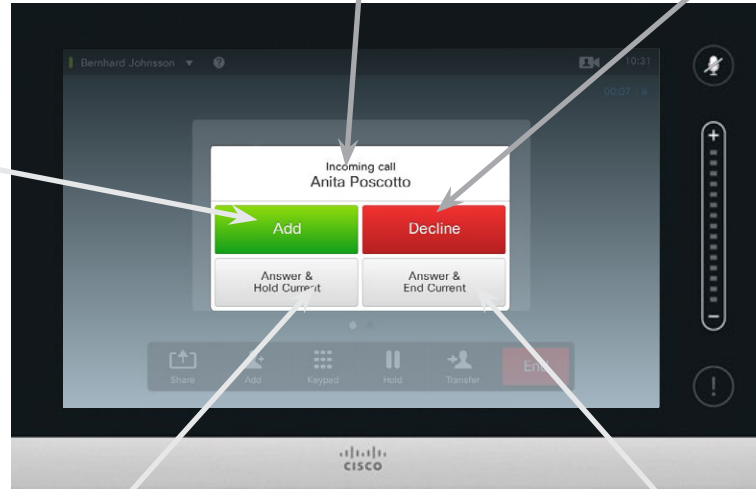 Bernhard Johnsson
10:31
00:07
Incoming call
Anita Poscotto
Add
Decline
Answer &
Hold Current
Answer &
End Current
Share
Add
Keypad
Hold
Transfer
End
+
−
!
CISCO